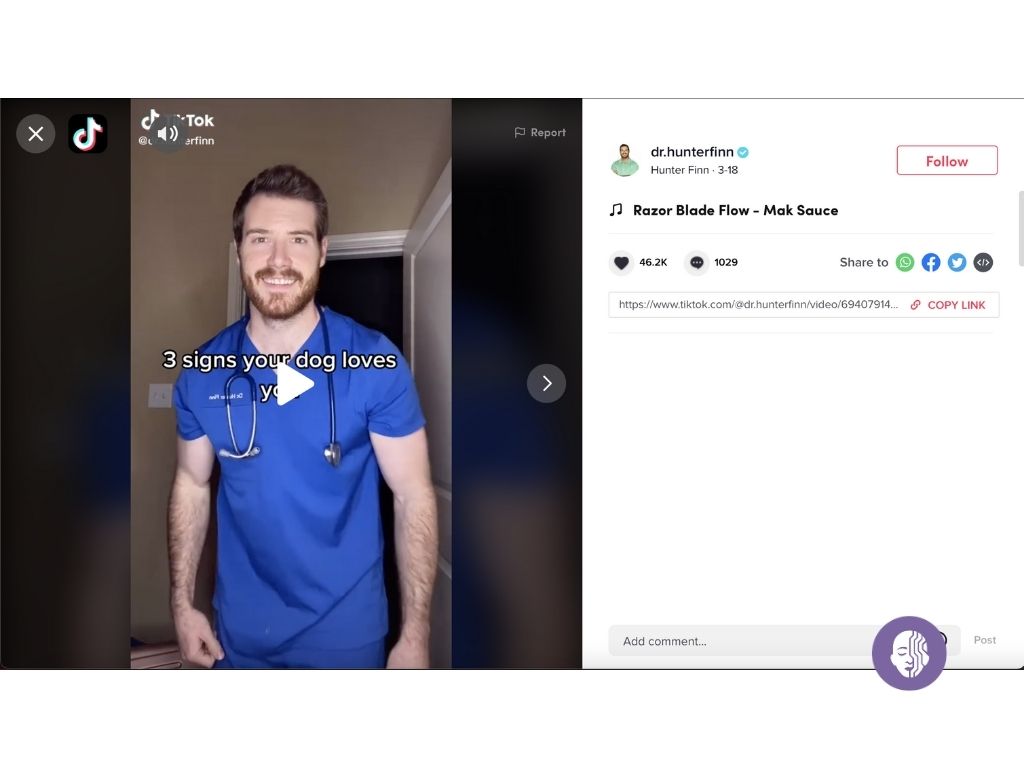 TikTok
@dr.hunterfinn
Report
3 signs your dog loves
dr.hunterfinn
Hunter Finn · 3-18
Follow
Razor Blade Flow - Mak Sauce
46.2K
1029
Share to
https://www.tiktok.com/@dr.hunterfinn/video/69407914...
COPY LINK
Add comment...
Post